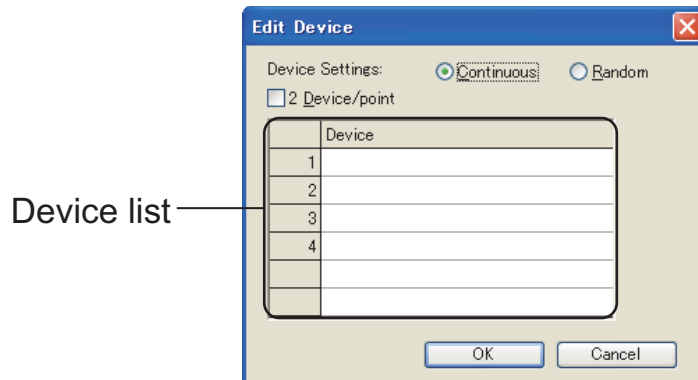 Edit Device
Device Settings: Continuous Random
2 Device/point
Device
1
2
3
4
Device list
OK Cancel